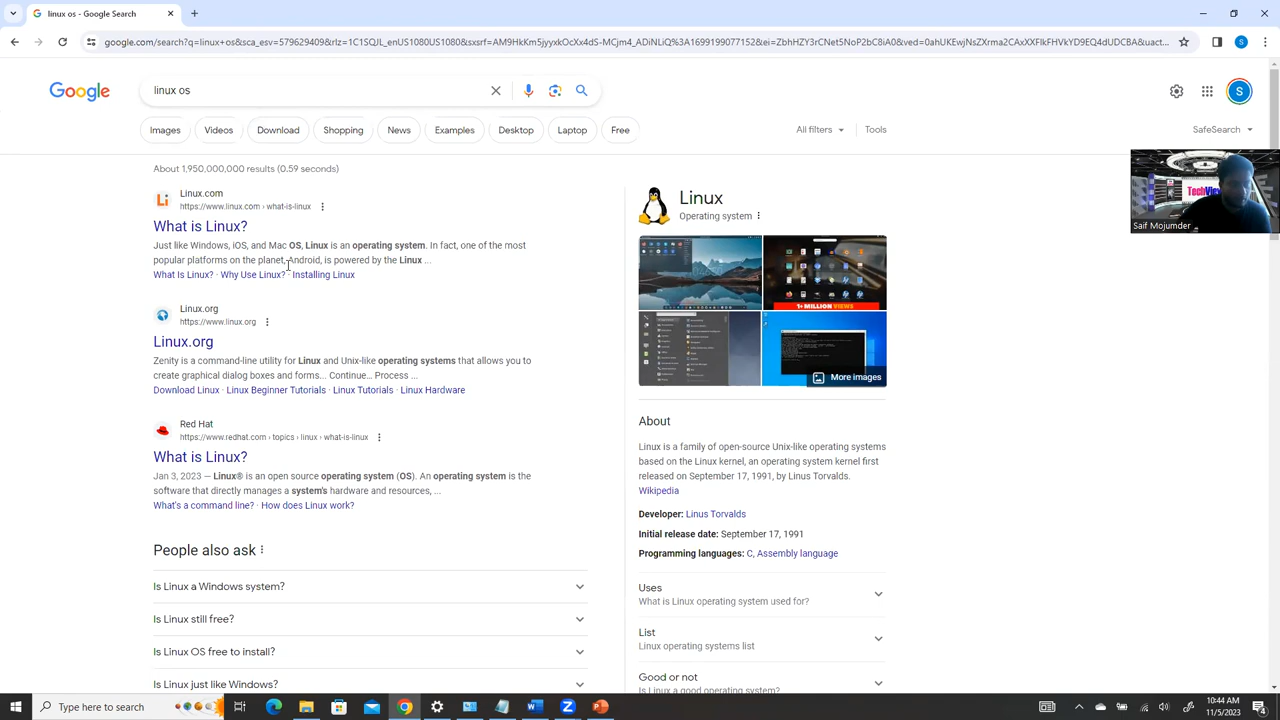 linux os - Google Search
google.com/search?q=linux+os&sca_esv=579629409&rlz=1C1SQJL_enUS1080US1080&sxsrf=AM9HkKm5jyyxkOcXx4dS-MCjm4_ADiNLiQ%3A1699199077152&ei=ZbhHZY3rCNet5NoP2bC8iA0&ved=0ahUKEwjNsZXrma2CAxXXFlkFHVkYD9EQ4dUDCBA&uact...
S
Google
linux os
S
Images
Videos
Download
Shopping
News
Examples
Desktop
Laptop
Free
All filters
Tools
SafeSearch
About 1,950,000,000 results (0.59 seconds)
Linux.com
https://www.linux.com › what-is-linux
What is Linux?
Just like Windows, iOS, and Mac OS, Linux is an operating system. In fact, one of the most
popular platforms on the planet, Android, is powered by the Linux ...
What Is Linux? · Why Use Linux? · Installing Linux
Linux.org
https://www.linux.org
Linux.org
Zenity is a command-line utility for Linux and Unix-like operating systems that allows you to
create graphical dialog boxes and forms... Continue... Process ...
Download Linux · Linux Beginner Tutorials · Linux Tutorials · Linux Hardware
Red Hat
https://www.redhat.com › topics › linux › what-is-linux
What is Linux?
Jan 3, 2023 — Linux® is an open source operating system (OS). An operating system is the
software that directly manages a system's hardware and resources, ...
What's a command line? · How does Linux work?
People also ask
Is Linux a Windows system?
Is Linux still free?
Is Linux OS free to install?
Is Linux just like Windows?
Linux
Operating system
1+ MILLION VIEWS
More images
About
Linux is a family of open-source Unix-like operating systems
based on the Linux kernel, an operating system kernel first
released on September 17, 1991, by Linus Torvalds.
Wikipedia
Developer: Linus Torvalds
Initial release date: September 17, 1991
Programming languages: C, Assembly language
Uses
What is Linux operating system used for?
List
Linux operating systems list
Good or not
Is Linux a good operating system?
TechView
Saif Mojumder
Type here to search
10:44 AM
11/5/2023